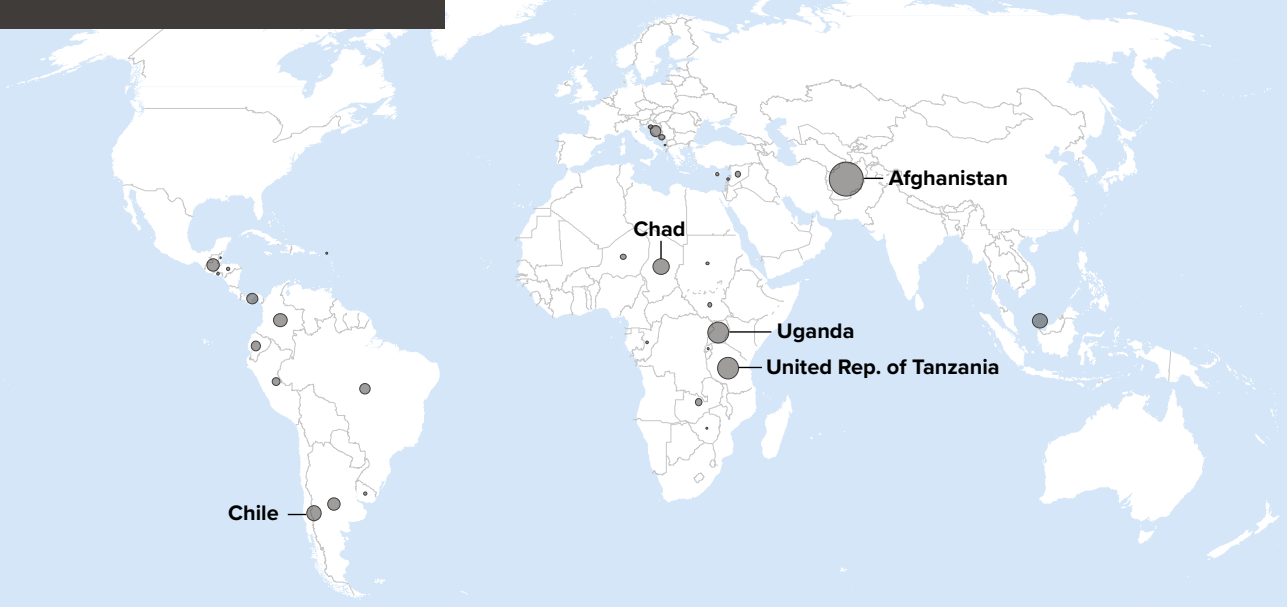 Afghanistan
Chad
Uganda
United Rep. of Tanzania
Chile